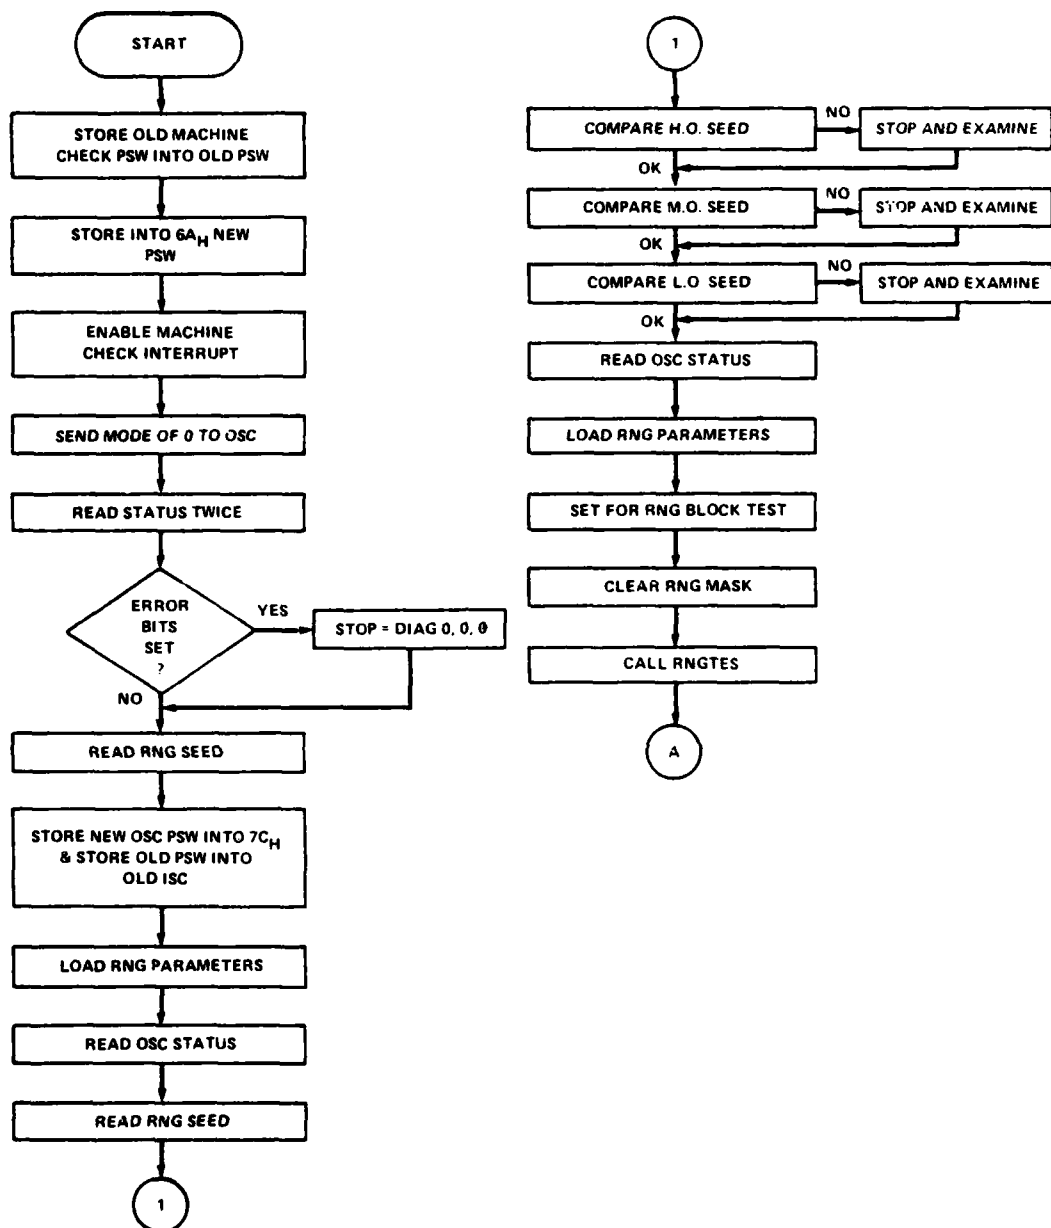 START
STORE OLD MACHINE
CHECK PSW INTO OLD PSW
STORE INTO 6A_H NEW
PSW
ENABLE MACHINE
CHECK INTERRUPT
SEND MODE OF 0 TO OSC
READ STATUS TWICE
ERROR
BITS
SET
?
YES
STOP = DIAG 0, 0, 0
NO
READ RNG SEED
STORE NEW OSC PSW INTO 7C_H
& STORE OLD PSW INTO
OLD ISC
LOAD RNG PARAMETERS
READ OSC STATUS
READ RNG SEED
1
1
COMPARE H.O. SEED
NO
STOP AND EXAMINE
OK
COMPARE M.O. SEED
NO
STOP AND EXAMINE
OK
COMPARE L.O SEED
NO
STOP AND EXAMINE
OK
READ OSC STATUS
LOAD RNG PARAMETERS
SET FOR RNG BLOCK TEST
CLEAR RNG MASK
CALL RNGTES
A